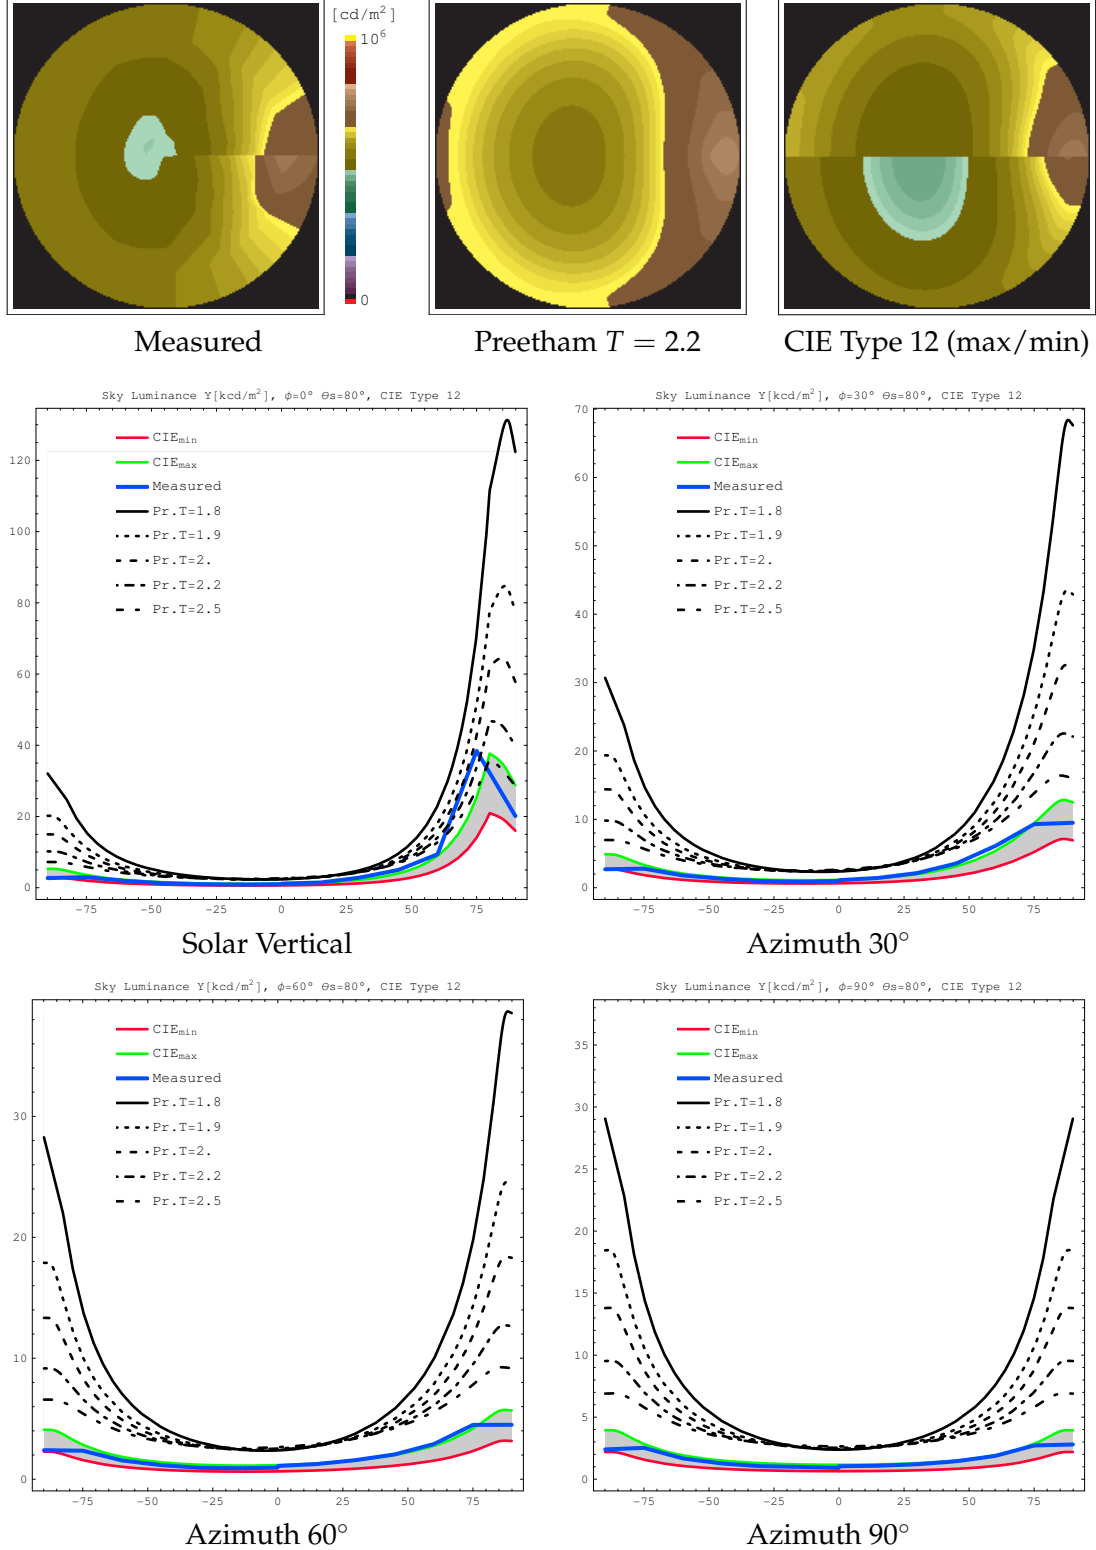 [cd/m²]
10⁶
0
Measured
Preetham T = 2.2
CIE Type 12 (max/min)
Sky Luminance Y[kcd/m²], ϕ=0° Θs=80°, CIE Type 12
CIEmin
CIEmax
Measured
Pr.T=1.8
Pr.T=1.9
Pr.T=2.
Pr.T=2.2
Pr.T=2.5
120
100
80
60
40
20
0
-75 -50 -25 0 25 50 75
Solar Vertical
Sky Luminance Y[kcd/m²], ϕ=30° Θs=80°, CIE Type 12
CIEmin
CIEmax
Measured
Pr.T=1.8
Pr.T=1.9
Pr.T=2.
Pr.T=2.2
Pr.T=2.5
70
60
50
40
30
20
10
0
-75 -50 -25 0 25 50 75
Azimuth 30°
Sky Luminance Y[kcd/m²], ϕ=60° Θs=80°, CIE Type 12
CIEmin
CIEmax
Measured
Pr.T=1.8
Pr.T=1.9
Pr.T=2.
Pr.T=2.2
Pr.T=2.5
30
20
10
0
-75 -50 -25 0 25 50 75
Azimuth 60°
Sky Luminance Y[kcd/m²], ϕ=90° Θs=80°, CIE Type 12
CIEmin
CIEmax
Measured
Pr.T=1.8
Pr.T=1.9
Pr.T=2.
Pr.T=2.2
Pr.T=2.5
35
30
25
20
15
10
5
0
-75 -50 -25 0 25 50 75
Azimuth 90°